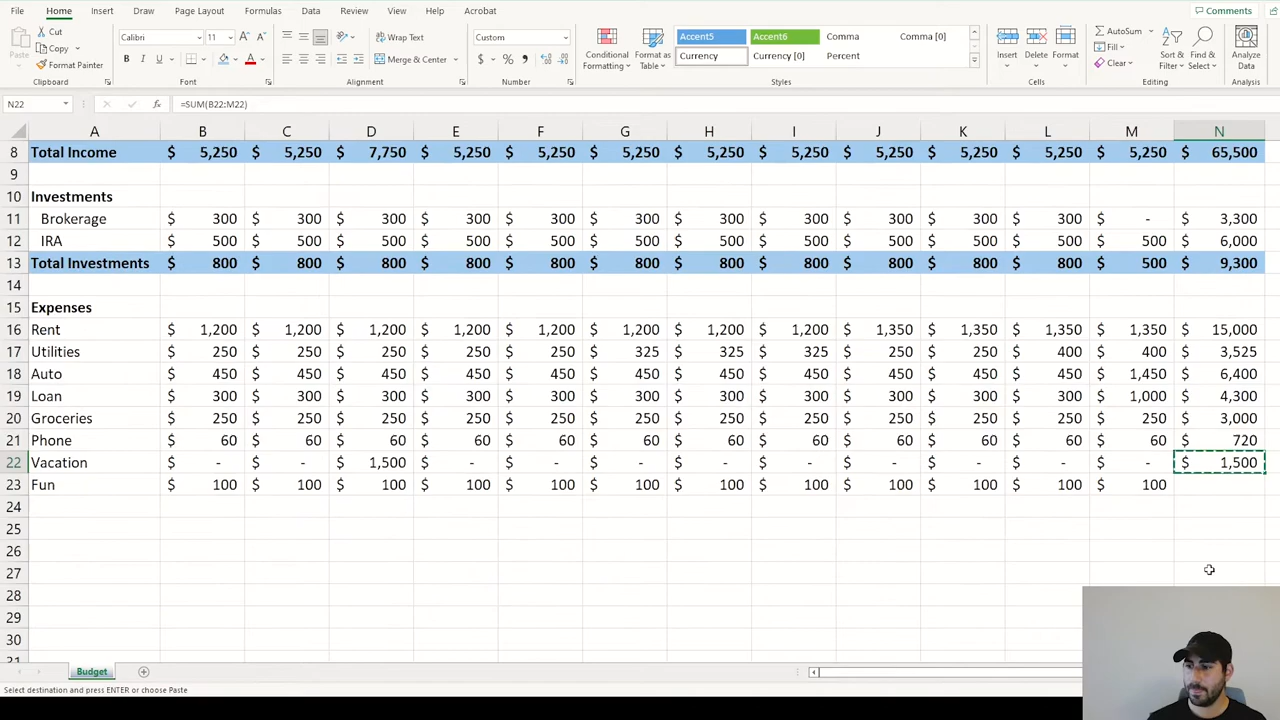 File Home Insert Draw Page Layout Formulas Data Review View Help Acrobat Comments
Cut Calibri 11 A A Wrap Text Custom Accent5 Accent6 Comma Comma [0] AutoSum
Paste Copy Conditional Format as Insert Delete Format Fill Sort & Find & Analyze
Format Painter B I U A Merge & Center $ % Formatting Table Currency Currency [0] Percent Clear Filter Select Data
Clipboard Font Alignment Number Styles Cells Editing Analysis
N22 fx =SUM(B22:M22)
A B C D E F G H I J K L M N
8 Total Income $ 5,250 $ 5,250 $ 7,750 $ 5,250 $ 5,250 $ 5,250 $ 5,250 $ 5,250 $ 5,250 $ 5,250 $ 5,250 $ 5,250 $ 65,500
9
10 Investments
11 Brokerage $ 300 $ 300 $ 300 $ 300 $ 300 $ 300 $ 300 $ 300 $ 300 $ 300 $ 300 $ - $ 3,300
12 IRA $ 500 $ 500 $ 500 $ 500 $ 500 $ 500 $ 500 $ 500 $ 500 $ 500 $ 500 $ 500 $ 6,000
13 Total Investments $ 800 $ 800 $ 800 $ 800 $ 800 $ 800 $ 800 $ 800 $ 800 $ 800 $ 800 $ 500 $ 9,300
14
15 Expenses
16 Rent $ 1,200 $ 1,200 $ 1,200 $ 1,200 $ 1,200 $ 1,200 $ 1,200 $ 1,200 $ 1,350 $ 1,350 $ 1,350 $ 1,350 $ 15,000
17 Utilities $ 250 $ 250 $ 250 $ 250 $ 250 $ 325 $ 325 $ 325 $ 250 $ 250 $ 400 $ 400 $ 3,525
18 Auto $ 450 $ 450 $ 450 $ 450 $ 450 $ 450 $ 450 $ 450 $ 450 $ 450 $ 450 $ 1,450 $ 6,400
19 Loan $ 300 $ 300 $ 300 $ 300 $ 300 $ 300 $ 300 $ 300 $ 300 $ 300 $ 300 $ 1,000 $ 4,300
20 Groceries $ 250 $ 250 $ 250 $ 250 $ 250 $ 250 $ 250 $ 250 $ 250 $ 250 $ 250 $ 250 $ 3,000
21 Phone $ 60 $ 60 $ 60 $ 60 $ 60 $ 60 $ 60 $ 60 $ 60 $ 60 $ 60 $ 60 $ 720
22 Vacation $ - $ - $ 1,500 $ - $ - $ - $ - $ - $ - $ - $ - $ - $ 1,500
23 Fun $ 100 $ 100 $ 100 $ 100 $ 100 $ 100 $ 100 $ 100 $ 100 $ 100 $ 100 $ 100
24
25
26
27
28
29
30
31
Budget
Select destination and press ENTER or choose Paste